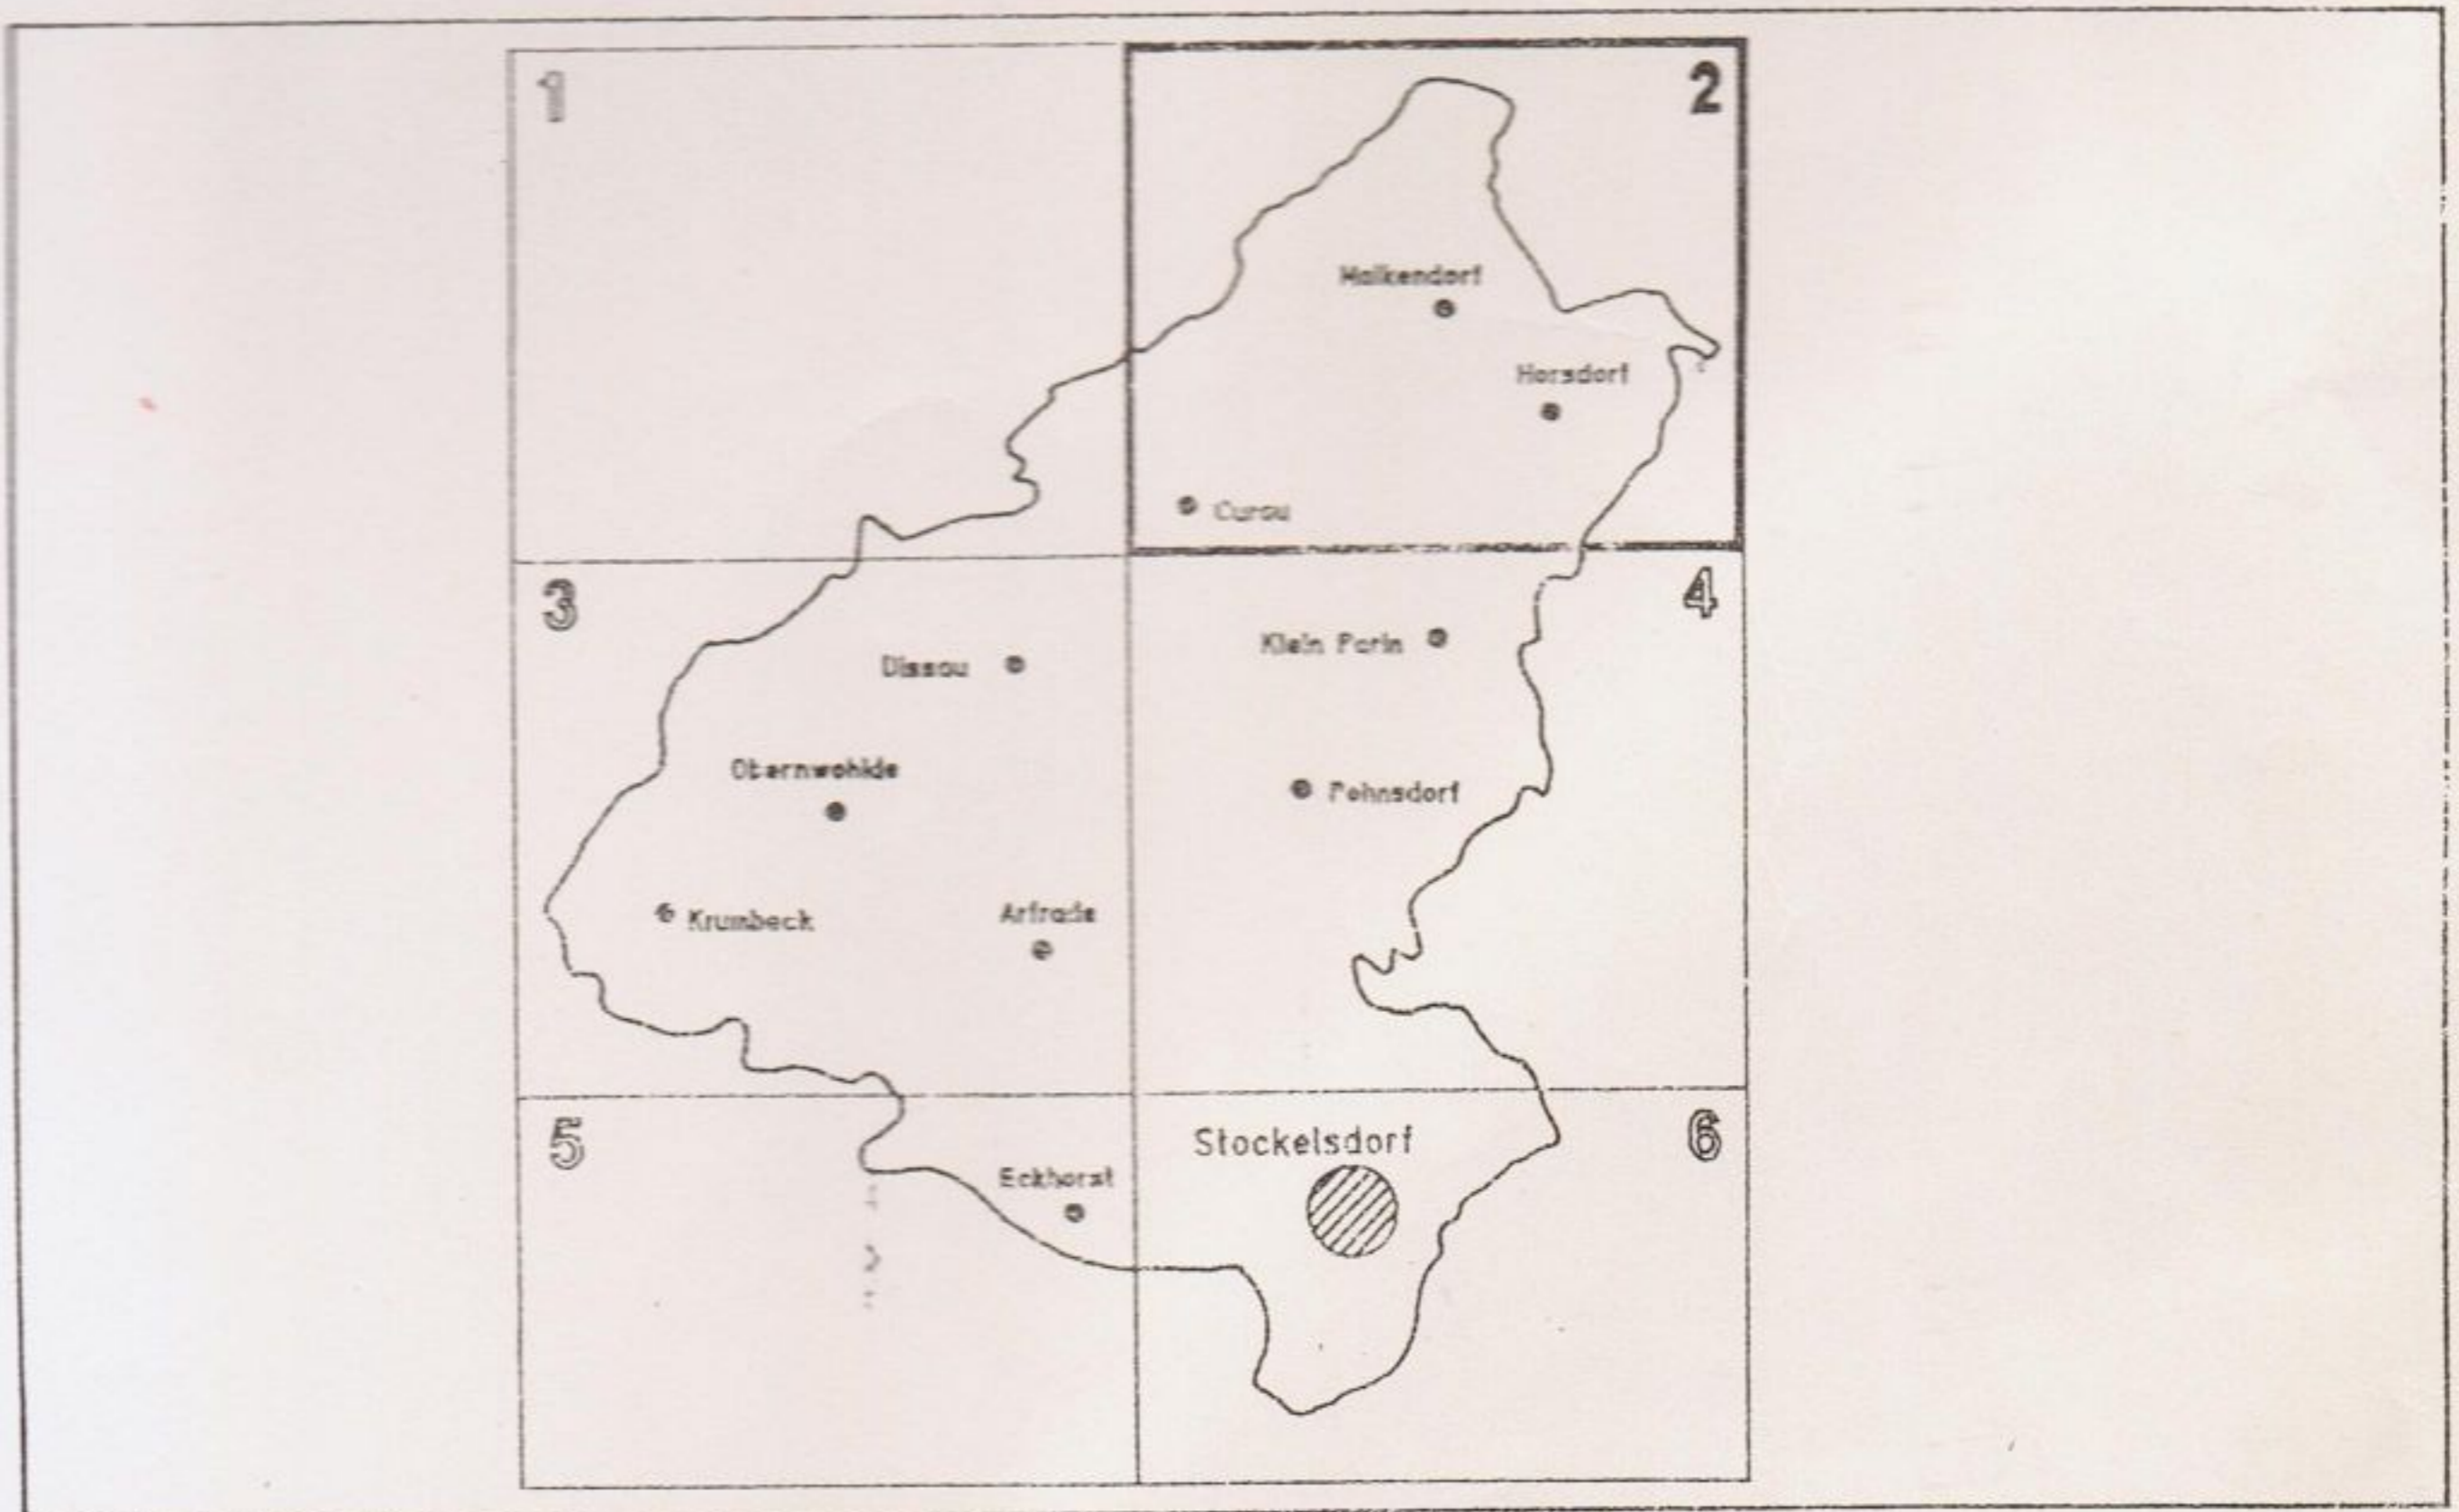 1
2
Malkendorf
Horsdorf
Curau
3
4
Klein Parin
Dissau
Obernwohlde
Pohnsdorf
Krumbeck
Arfrade
5
6
Stockelsdorf
Eckhorst